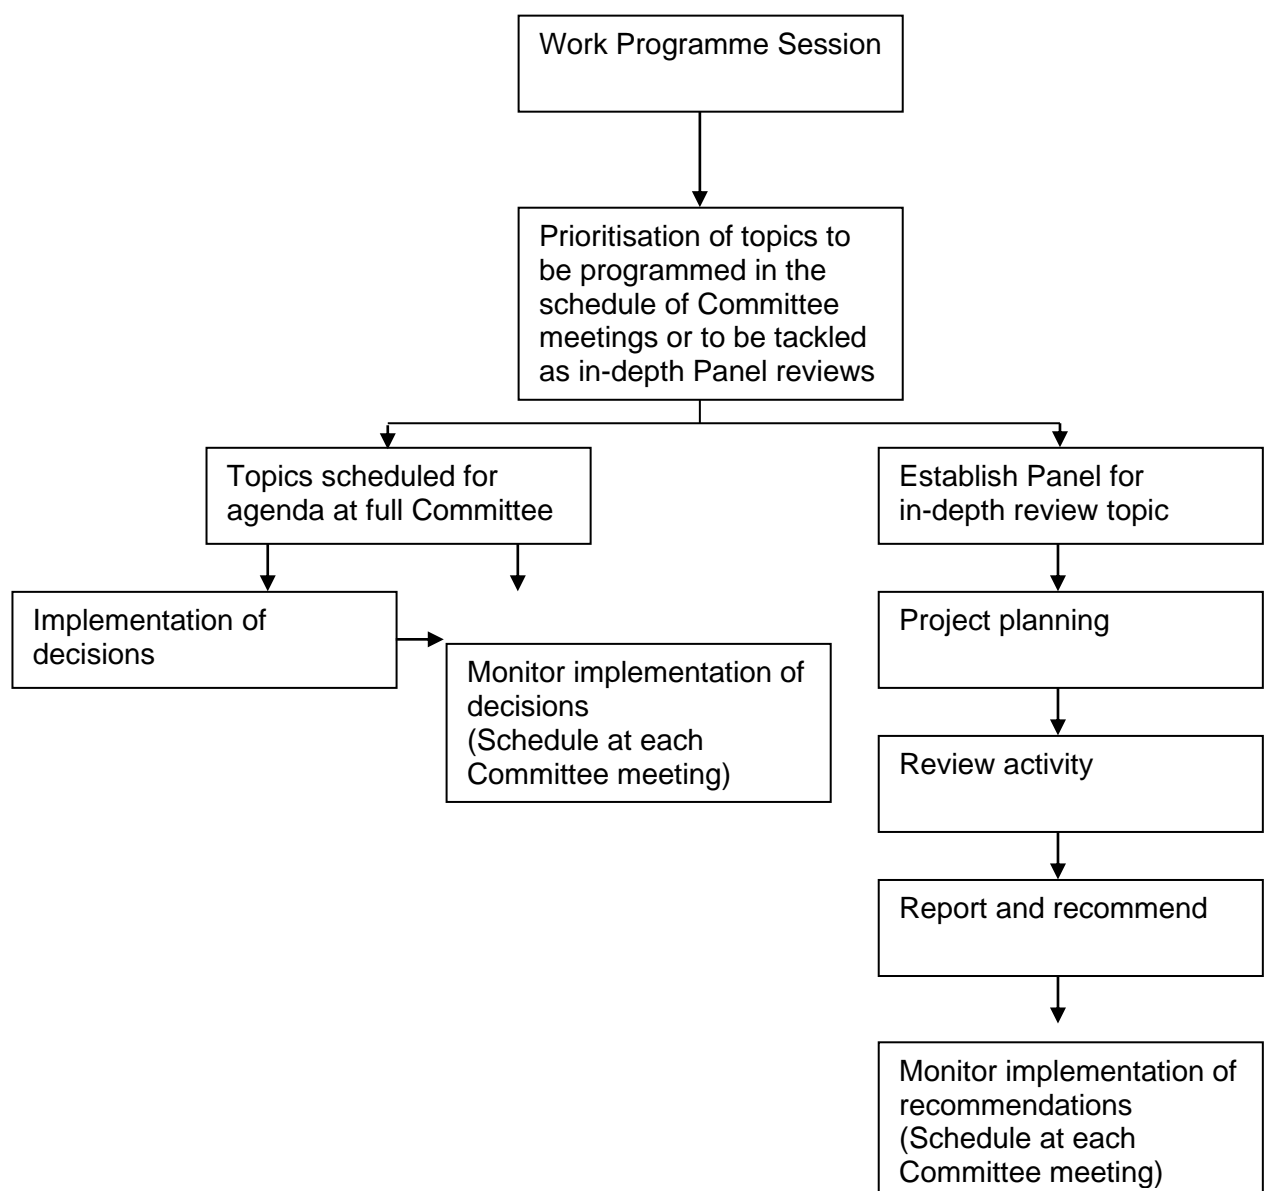 Work Programme Session
Prioritisation of topics to
be programmed in the
schedule of Committee
meetings or to be tackled
as in-depth Panel reviews
Topics scheduled for
agenda at full Committee
Establish Panel for
in-depth review topic
Implementation of
decisions
Project planning
Monitor implementation of
decisions
(Schedule at each
Committee meeting)
Review activity
Report and recommend
Monitor implementation of
recommendations
(Schedule at each
Committee meeting)